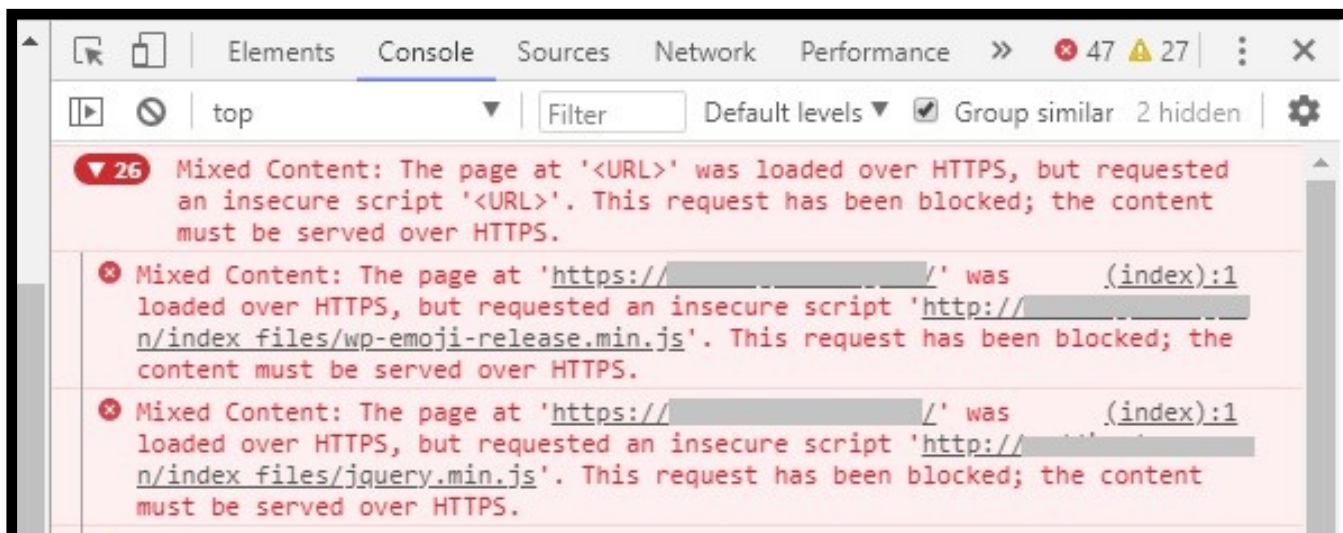 Elements Console Sources Network Performance » 47 27
top Filter Default levels Group similar 2 hidden
26 Mixed Content: The page at '<URL>' was loaded over HTTPS, but requested
an insecure script '<URL>'. This request has been blocked; the content
must be served over HTTPS.
Mixed Content: The page at 'https:// /' was (index):1
loaded over HTTPS, but requested an insecure script 'http://
n/index_files/wp-emoji-release.min.js'. This request has been blocked; the
content must be served over HTTPS.
Mixed Content: The page at 'https:// /' was (index):1
loaded over HTTPS, but requested an insecure script 'http://
n/index_files/jquery.min.js'. This request has been blocked; the content
must be served over HTTPS.